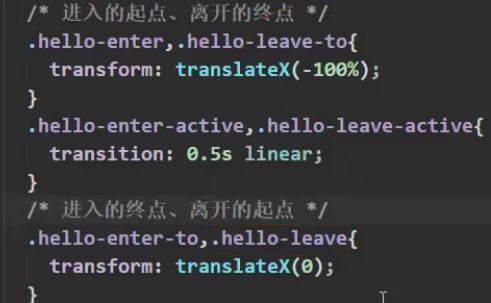 /* 进入的起点、离开的终点 */
.hello-enter,.hello-leave-to{
transform: translateX(-100%);
}
.hello-enter-active,.hello-leave-active{
transition: 0.5s linear;
}
/* 进入的终点、离开的起点 */
.hello-enter-to,.hello-leave{
transform: translateX(0);
}